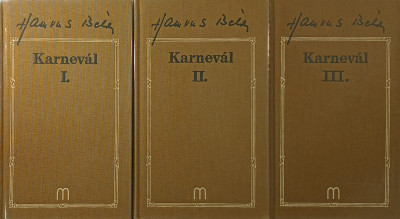 Hamvas Béla
Karnevál
I.
m
Hamvas Béla
Karnevál
II.
m
Hamvas Béla
Karnevál
III.
m